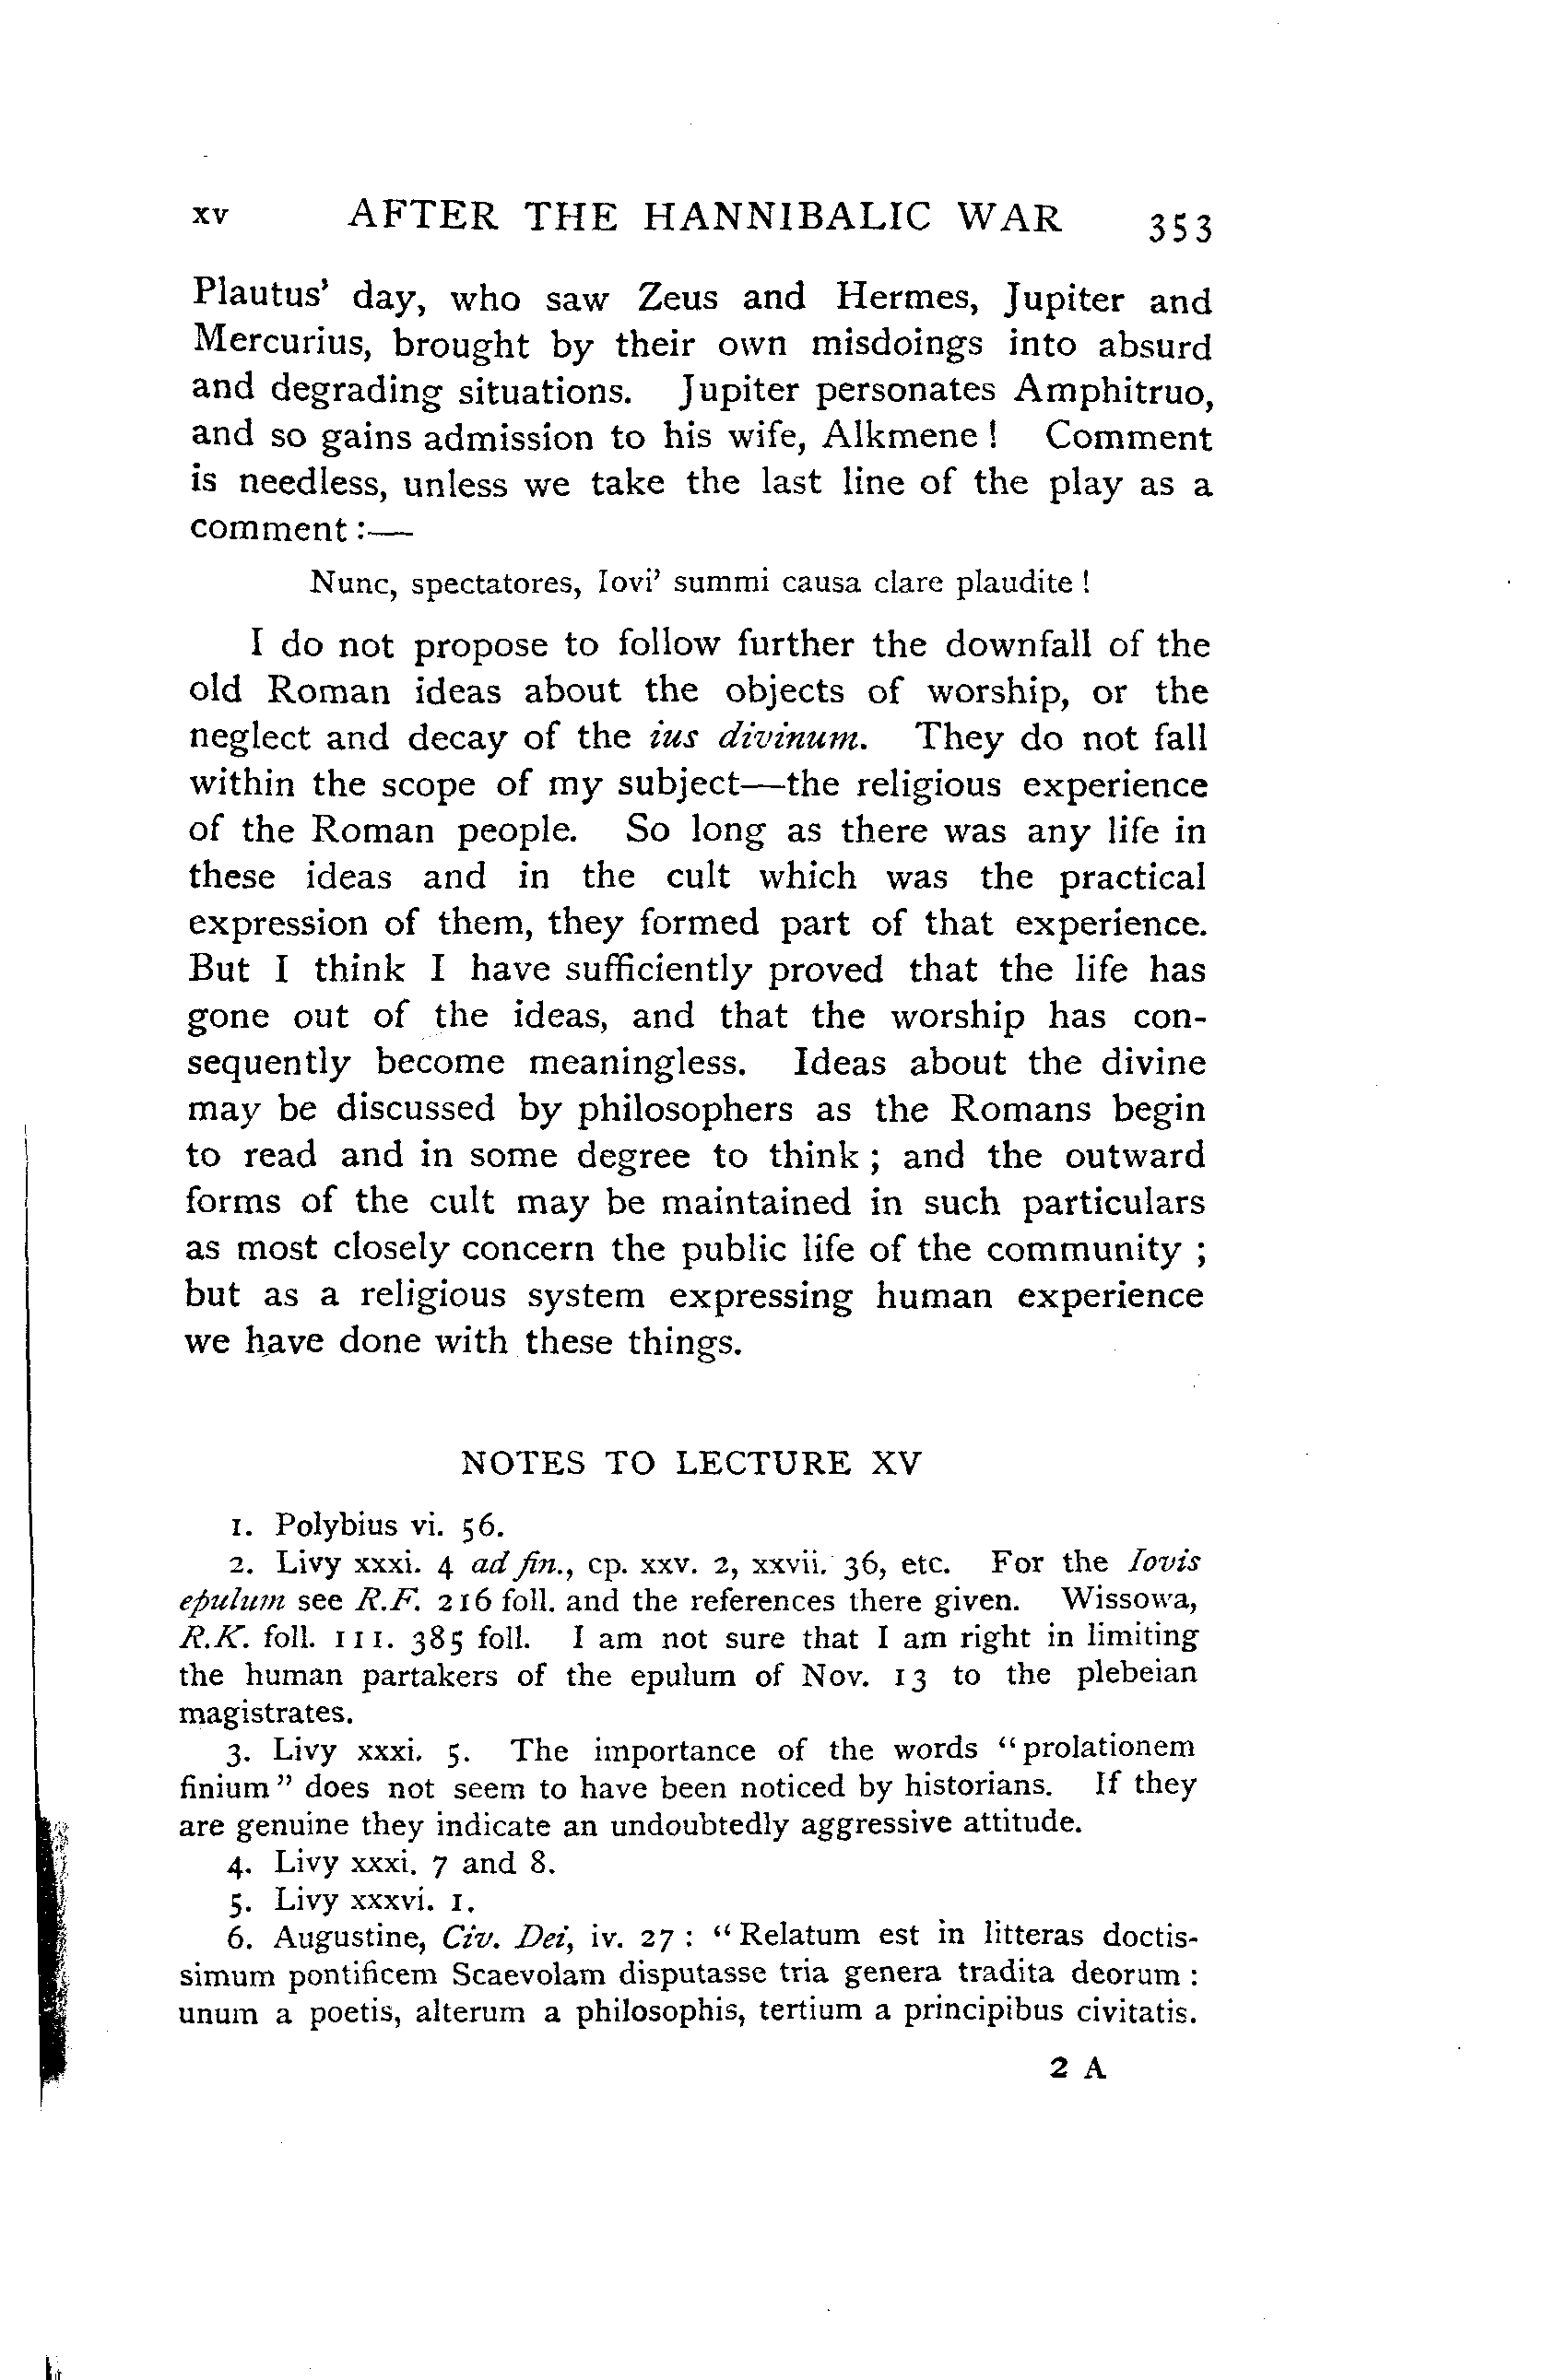 xv AFTER THE HANNIBALIC WAR 353
Plautus' day, who saw Zeus and Hermes, Jupiter and
Mercurius, brought by their own misdoings into absurd
and degrading situations. Jupiter personates Amphitruo,
and so gains admission to his wife, Alkmene ! Comment
is needless, unless we take the last line of the play as a
comment :—
Nunc, spectatores, Iovi' summi causa clare plaudite !
I do not propose to follow further the downfall of the
old Roman ideas about the objects of worship, or the
neglect and decay of the ius divinum. They do not fall
within the scope of my subject—the religious experience
of the Roman people. So long as there was any life in
these ideas and in the cult which was the practical
expression of them, they formed part of that experience.
But I think I have sufficiently proved that the life has
gone out of the ideas, and that the worship has con-
sequently become meaningless. Ideas about the divine
may be discussed by philosophers as the Romans begin
to read and in some degree to think ; and the outward
forms of the cult may be maintained in such particulars
as most closely concern the public life of the community ;
but as a religious system expressing human experience
we have done with these things.
NOTES TO LECTURE XV
1. Polybius vi. 56.
2. Livy xxxi. 4 ad fin., cp. xxv. 2, xxvii. 36, etc. For the Iovis
epulum see R.F. 216 foll. and the references there given. Wissowa,
R.K. foll. 111. 385 foll. I am not sure that I am right in limiting
the human partakers of the epulum of Nov. 13 to the plebeian
magistrates.
3. Livy xxxi. 5. The importance of the words "prolationem
finium" does not seem to have been noticed by historians. If they
are genuine they indicate an undoubtedly aggressive attitude.
4. Livy xxxi. 7 and 8.
5. Livy xxxvi. 1.
6. Augustine, Civ. Dei, iv. 27 : "Relatum est in litteras doctis-
simum pontificem Scaevolam disputasse tria genera tradita deorum :
unum a poetis, alterum a philosophis, tertium a principibus civitatis.
2 A